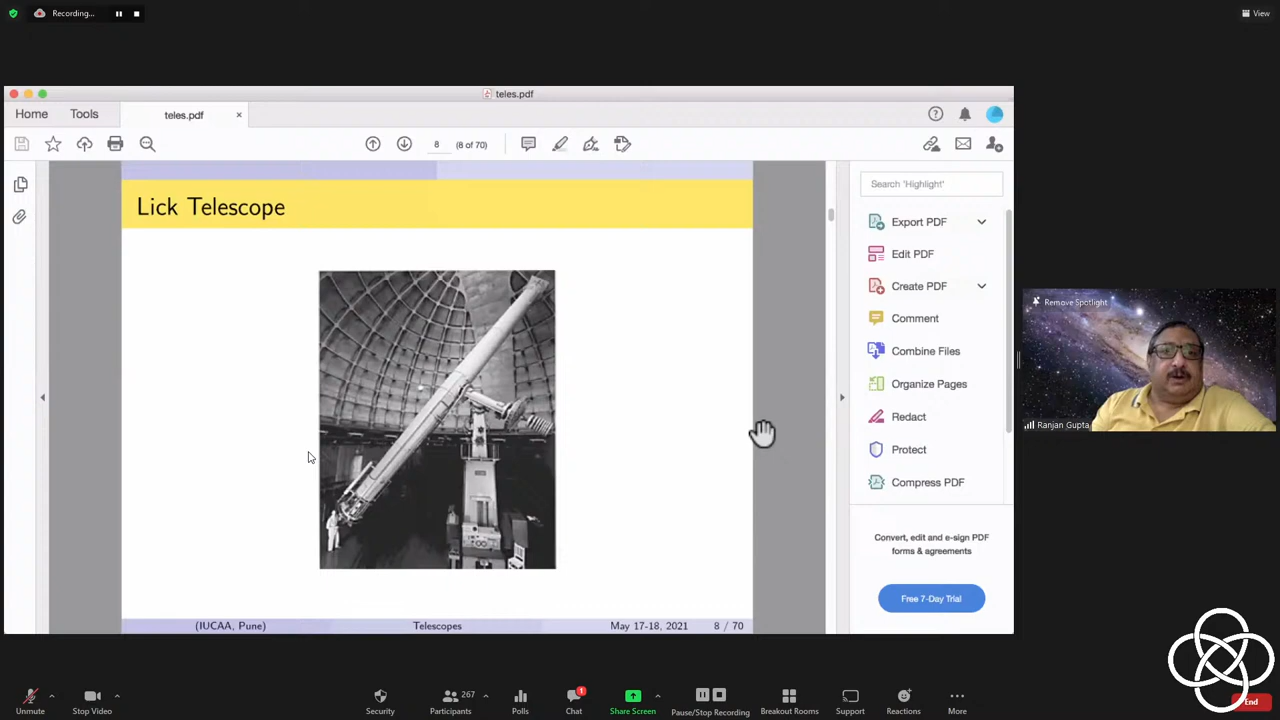 Recording...
View
teles.pdf
Home
Tools
teles.pdf
8 (8 of 70)
Search 'Highlight'
Lick Telescope
Export PDF
Edit PDF
Create PDF
Comment
Combine Files
Organize Pages
Redact
Protect
Compress PDF
Convert, edit and e-sign PDF
forms & agreements
Free 7-Day Trial
(IUCAA, Pune) Telescopes May 17-18, 2021 8 / 70
Remove Spotlight
Ranjan Gupta
Unmute
Stop Video
Security
267
Participants
Polls
1
Chat
Share Screen
Pause/Stop Recording
Breakout Rooms
Support
Reactions
More
End